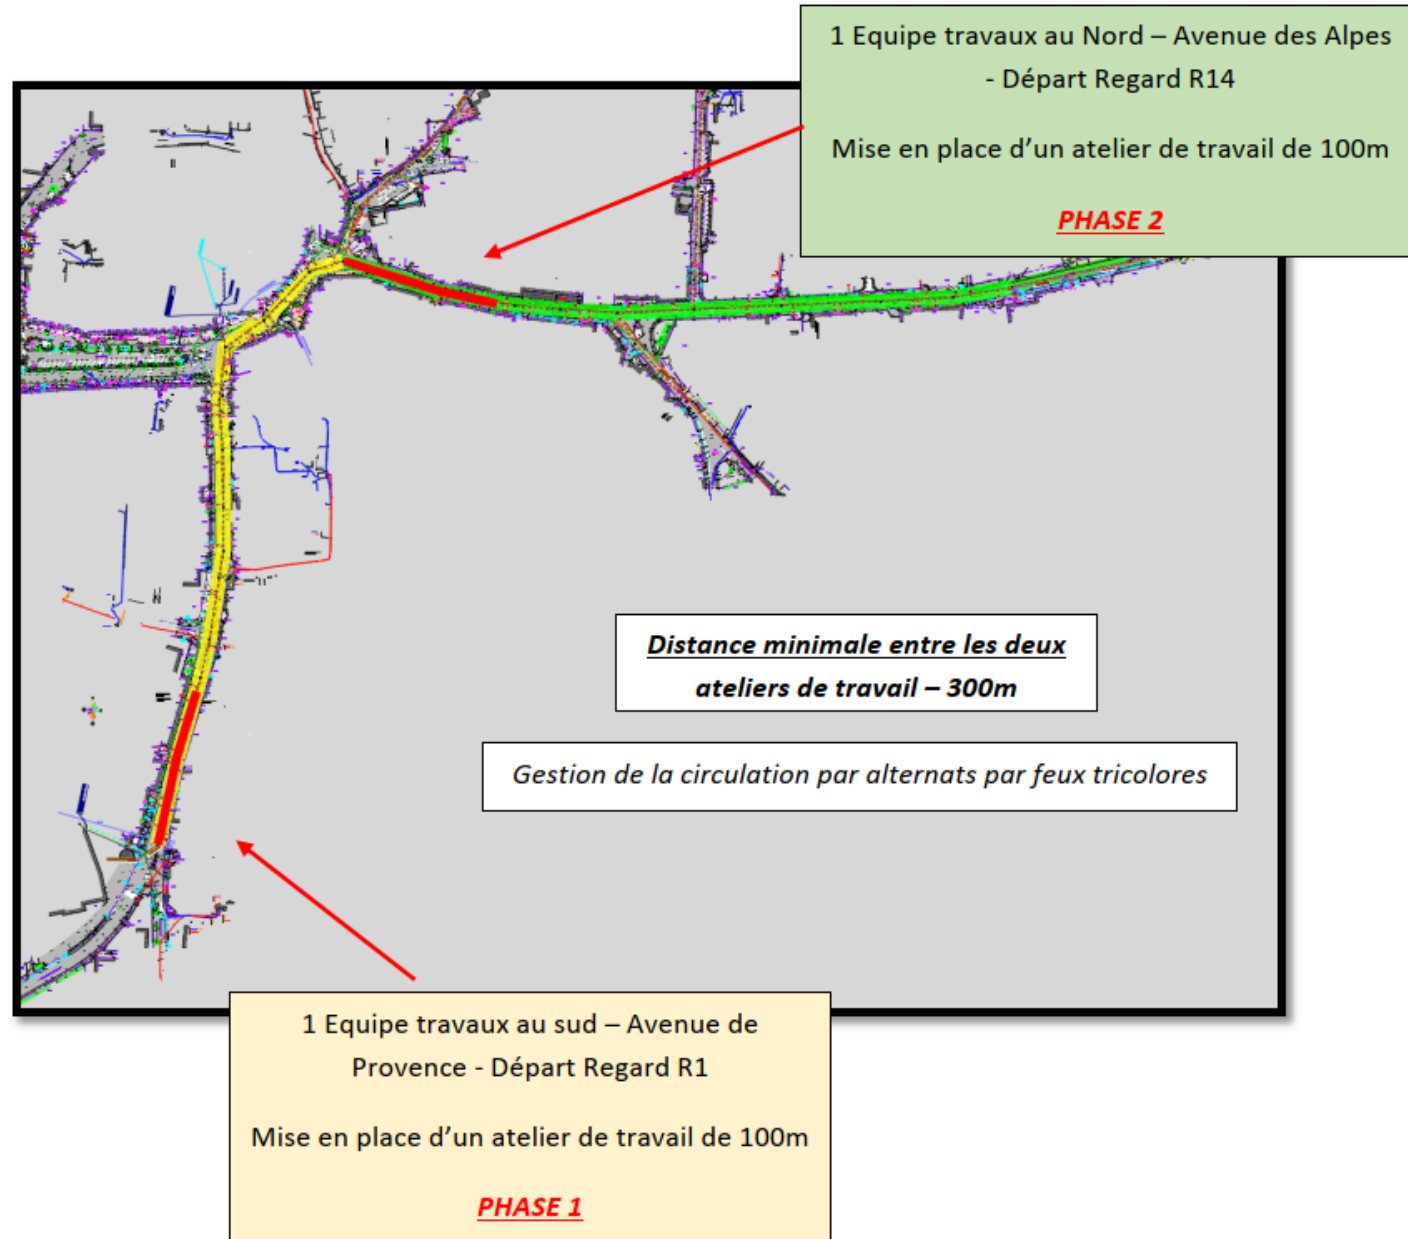 1 Equipe travaux au Nord – Avenue des Alpes
- Départ Regard R14
Mise en place d’un atelier de travail de 100m
PHASE 2
Distance minimale entre les deux
ateliers de travail – 300m
Gestion de la circulation par alternats par feux tricolores
1 Equipe travaux au sud – Avenue de
Provence - Départ Regard R1
Mise en place d’un atelier de travail de 100m
PHASE 1